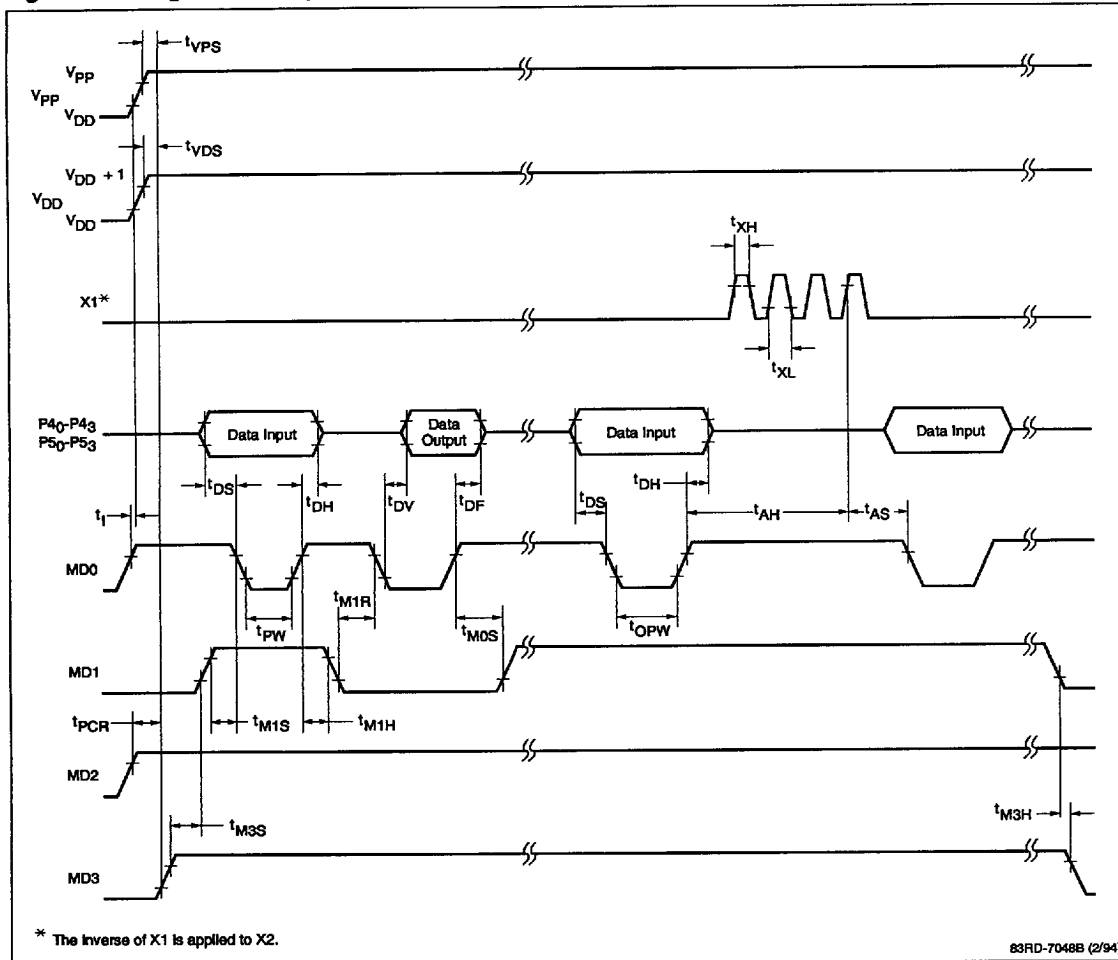 tVPS
VPP
VPP
VDD
tVDS
VDD + 1
VDD
VDD
tXH
X1*
tXL
P40-P43
P50-P53
Data Input
Data
Output
Data Input
Data Input
tDS
tDH
tDV
tDF
tDS
tDH
tAH
tAS
tI
MD0
tPW
tM1R
tM0S
tOPW
MD1
tPCR
tM1S
tM1H
MD2
tM3S
tM3H
MD3
* The inverse of X1 is applied to X2.
83RD-7048B (2/94)